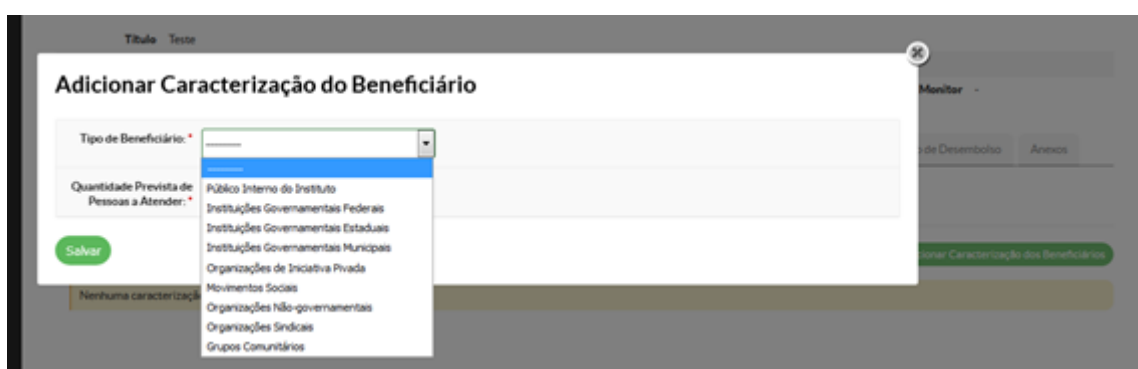 Título Teste
Adicionar Caracterização do Beneficiário
Monitor -
Tipo de Beneficiário: * ---------
de Desembolso Anexos
---------
Quantidade Prevista de
Pessoas a Atender: *
Público Interno do Instituto
Instituições Governamentais Federais
Instituições Governamentais Estaduais
Instituições Governamentais Municipais
Organizações de Iniciativa Pivada
Movimentos Sociais
Organizações Não-governamentais
Organizações Sindicais
Grupos Comunitários
Salvar
cionar Caracterização dos Beneficiários
Nenhuma caracterizaçã